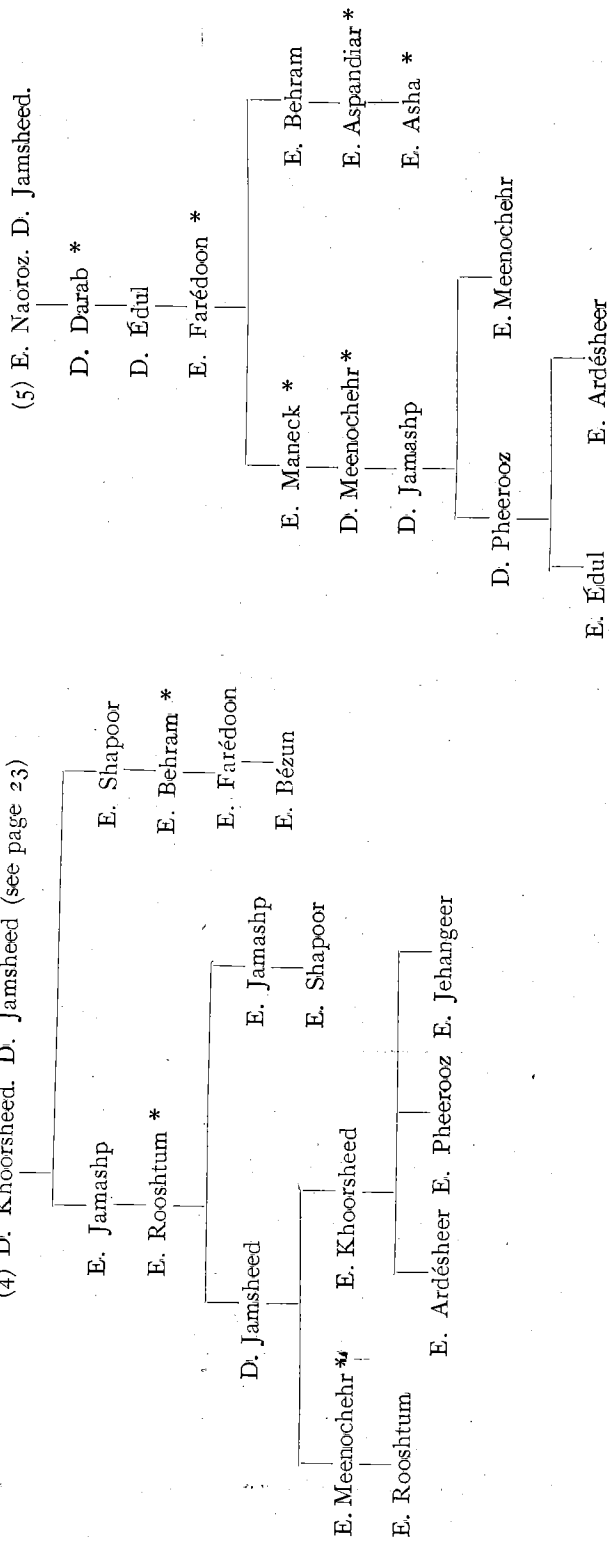 (4) D. Khoorsheed. D. Jamsheed (see page 23)
E. Jamashp E. Shapoor
E. Rooshtum * E. Behram *
E. Farédoon
D. Jamsheed E. Jamashp E. Bézun
E. Shapoor
E. Meenochehr * E. Khoorsheed
E. Rooshtum
E. Ardésheer E. Pheerooz E. Jehangeer
(5) E. Naoroz. D. Jamsheed.
D. Darab *
D. Édul
E. Farédoon *
E. Maneck * E. Behram
D. Meenochehr * E. Aspandiar *
D. Jamashp E. Asha *
D. Pheerooz E. Meenochehr
E. Édul E. Ardésheer